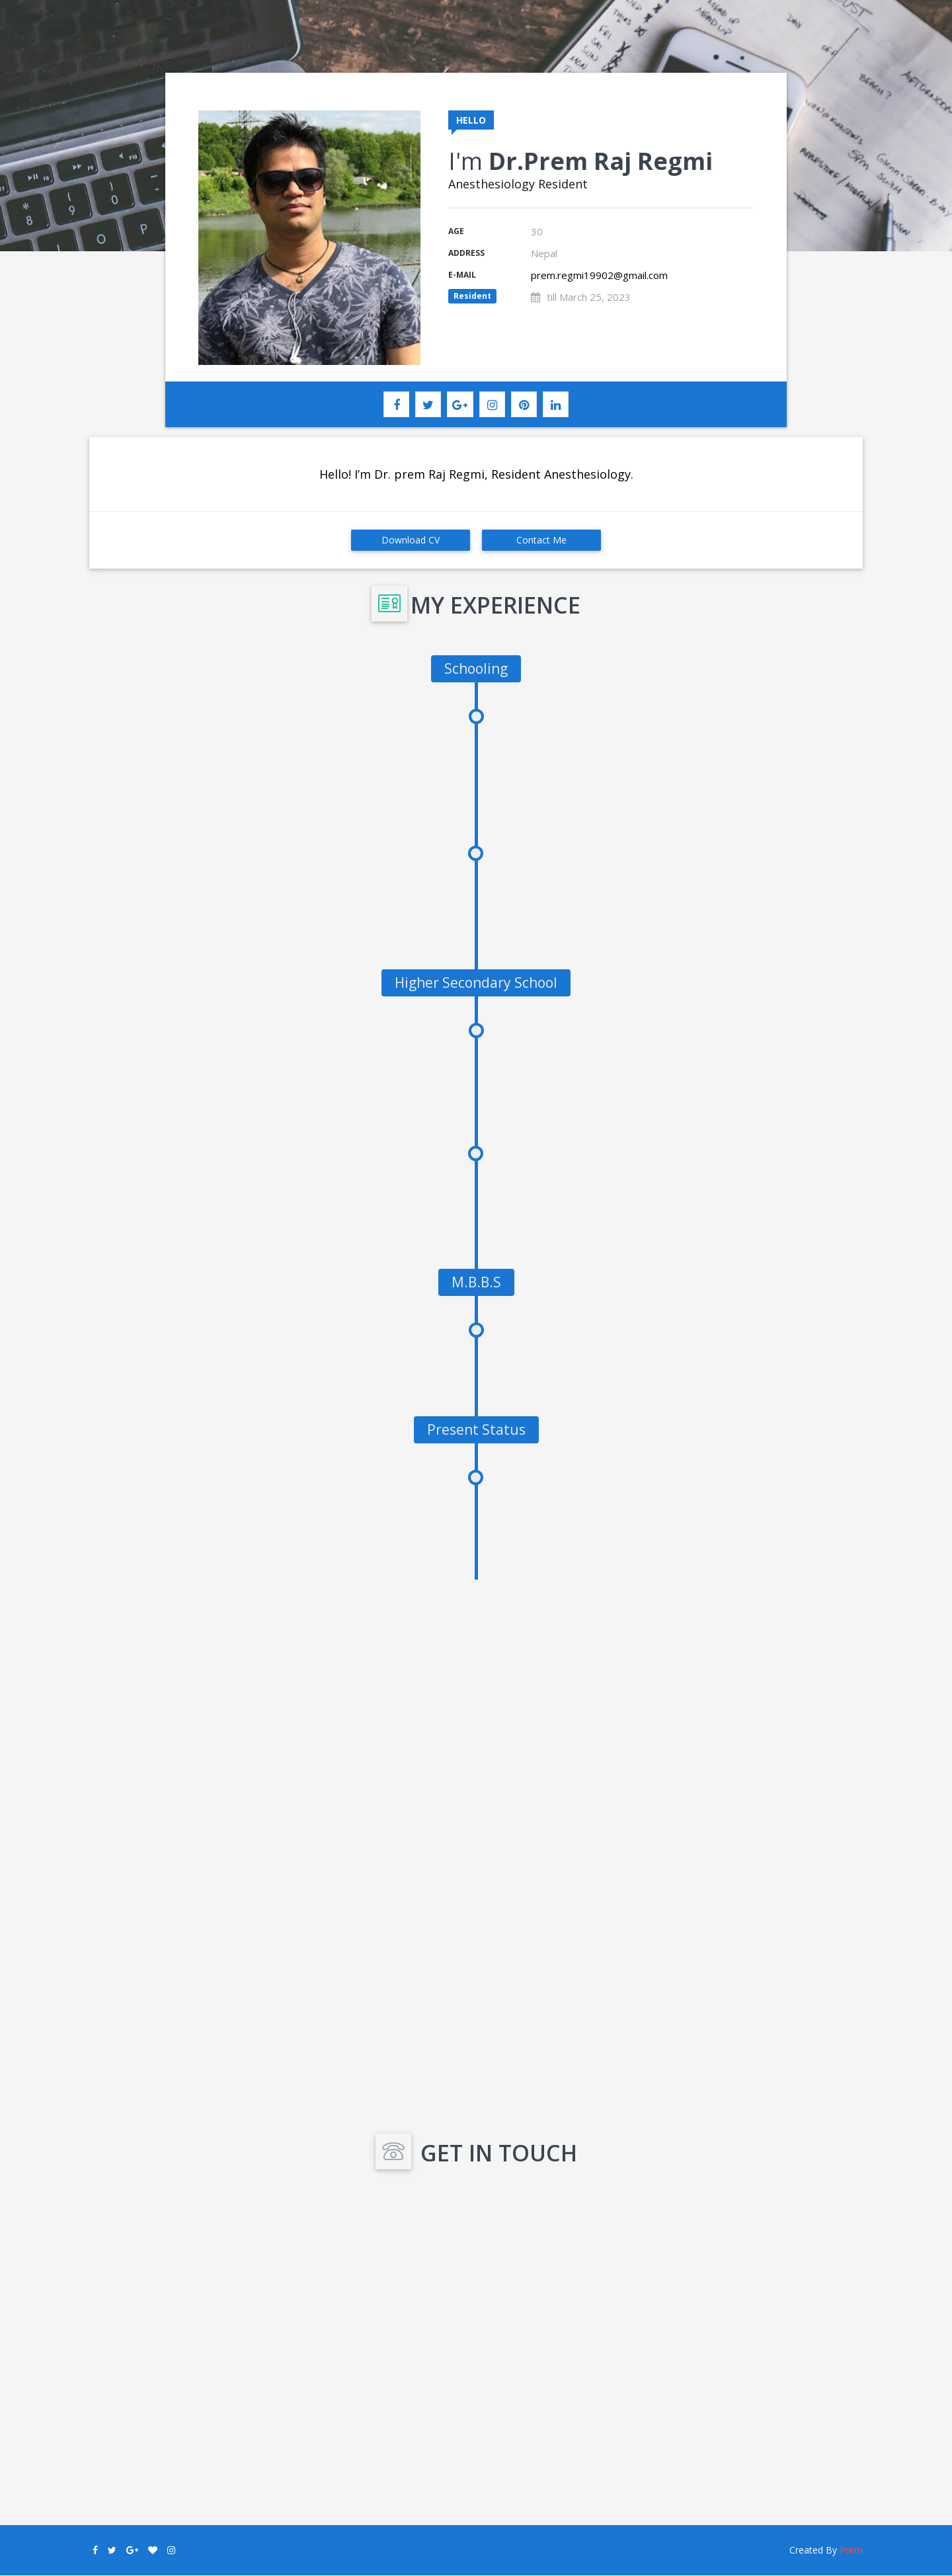 HELLO
I'm Dr.Prem Raj Regmi
Anesthesiology Resident
AGE 30
ADDRESS Nepal
E-MAIL prem.regmi19902@gmail.com
Resident till March 25, 2023
Hello! I’m Dr. prem Raj Regmi, Resident Anesthesiology.
Download CV Contact Me
MY EXPERIENCE
Schooling
Higher Secondary School
M.B.B.S
Present Status
GET IN TOUCH
Created By Prem